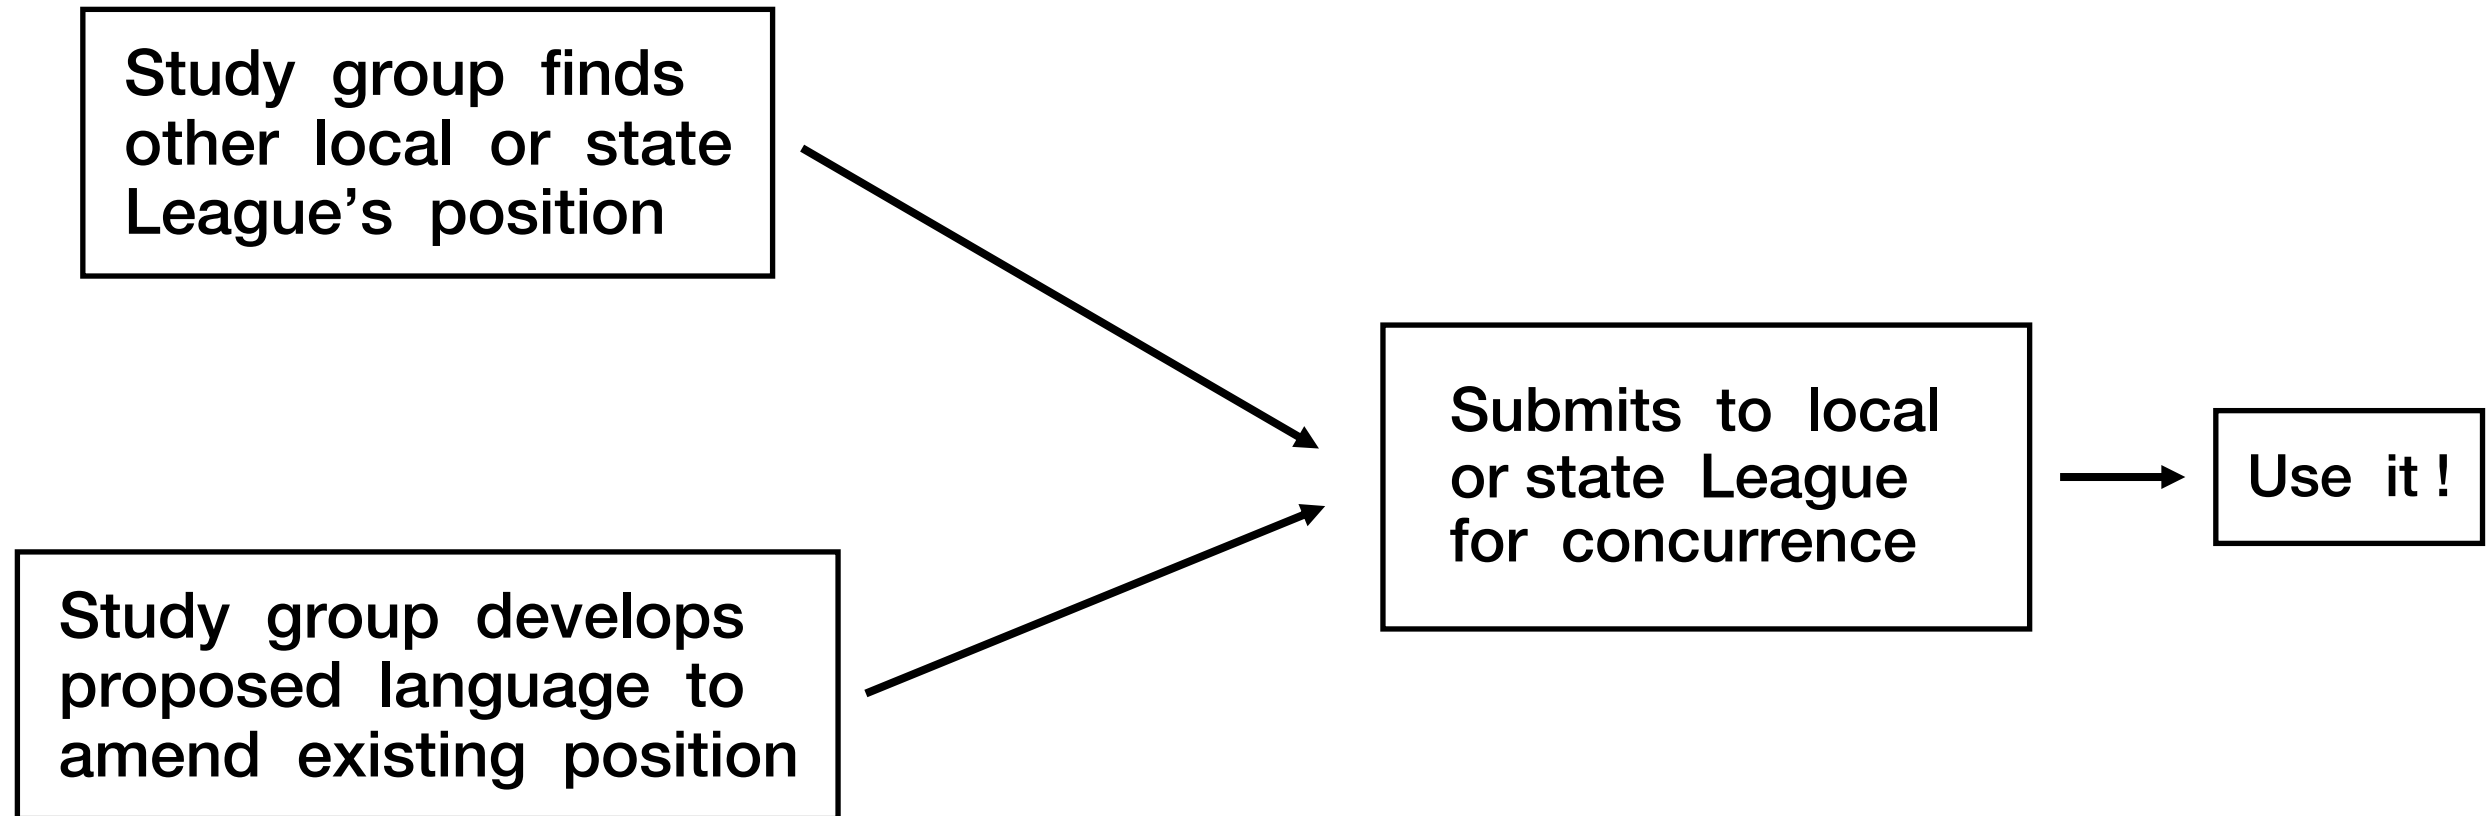 Study group finds
other local or state
League’s position
Study group develops
proposed language to
amend existing position
Submits to local
or state League
for concurrence
Use it !